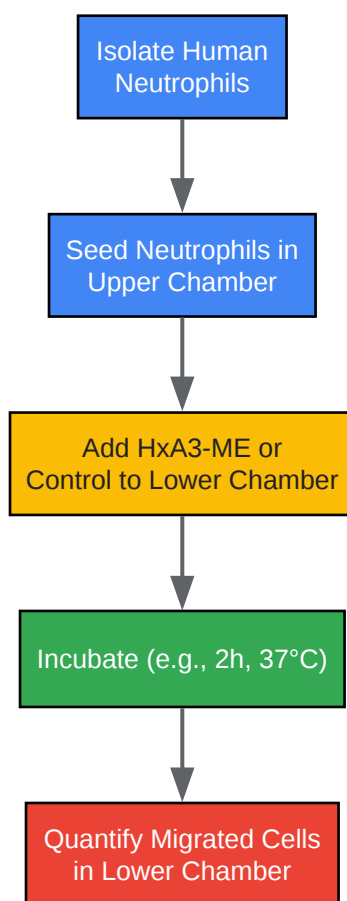 Isolate Human
Neutrophils
Seed Neutrophils in
Upper Chamber
Add HxA3-ME or
Control to Lower Chamber
Incubate (e.g., 2h, 37°C)
Quantify Migrated Cells
in Lower Chamber